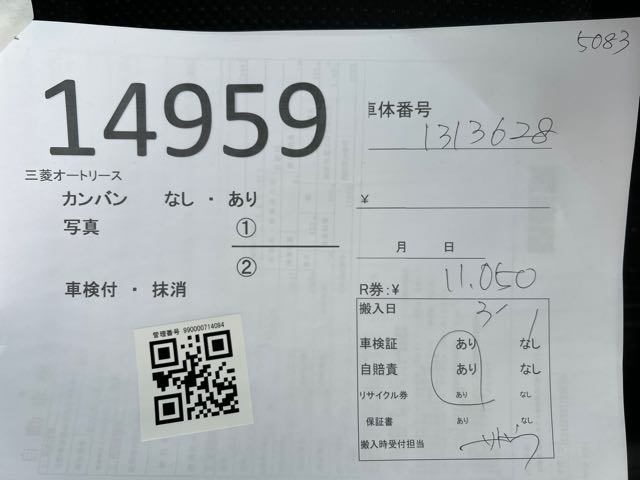 5083
14959
車体番号
1313628
三菱オートリース
カンバン なし ・ あり
¥
写真 ①
②
月 日
車検付 ・ 抹消
R券:¥ 11.050
搬入日 3-1
車検証 あり なし
自賠責 あり なし
リサイクル券 あり なし
保証書 あり なし
搬入時受付担当
管理番号 990000714084